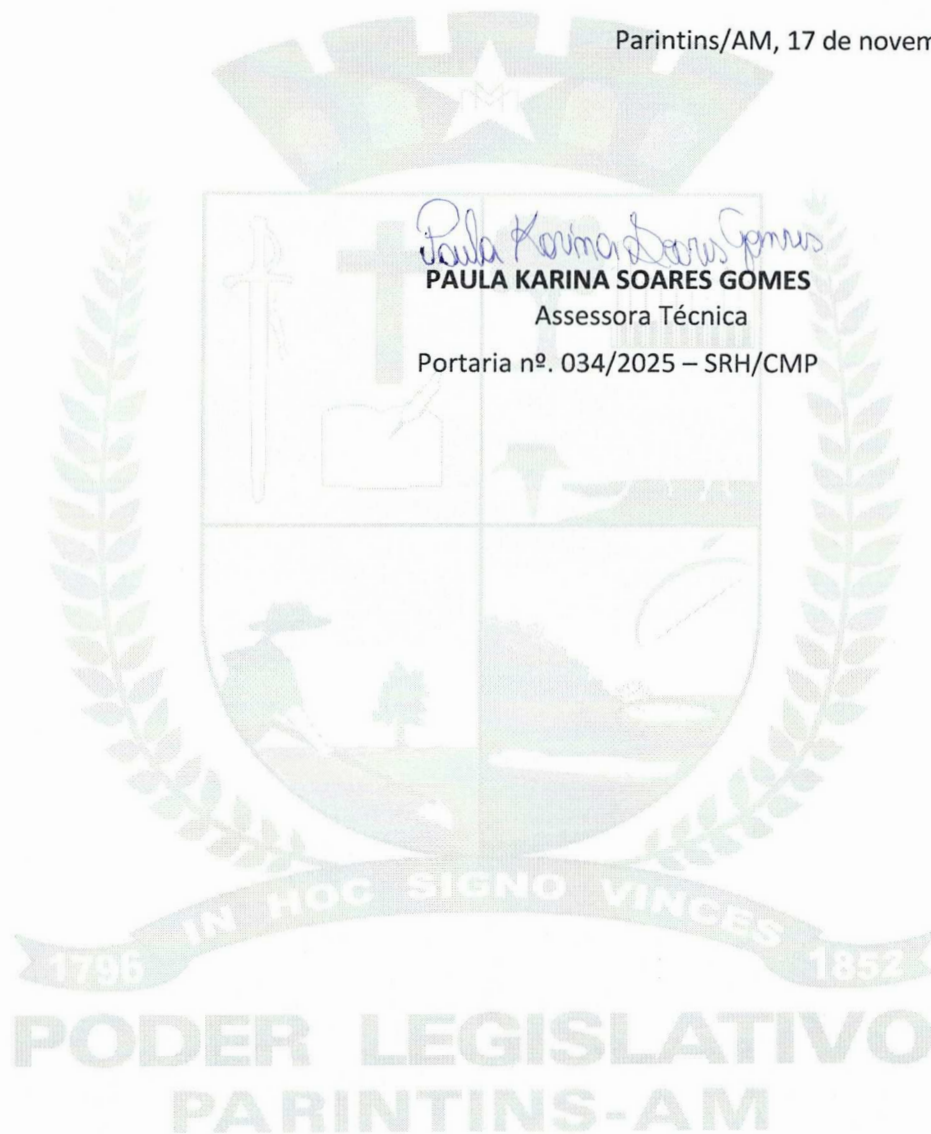 Parintins/AM, 17 de novem
Paula Karina Soares Gomes
PAULA KARINA SOARES GOMES
Assessora Técnica
Portaria nº. 034/2025 – SRH/CMP
IN HOC SIGNO VINCES
1796
1852
PODER LEGISLATIVO
PARINTINS-AM